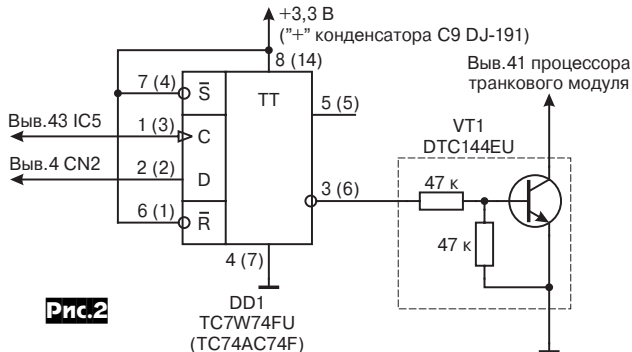 +3,3 В
("+" конденсатора С9 DJ-191)
8 (14)
Выв.41 процессора
транкового модуля
7 (4)
S
TT
5 (5)
Выв.43 IC5
1 (3)
C
VT1
DTC144EU
Выв.4 CN2
2 (2)
D
47 к
3 (6)
6 (1)
R
47 к
4 (7)
Рис.2
DD1
TC7W74FU
(TC74AC74F)